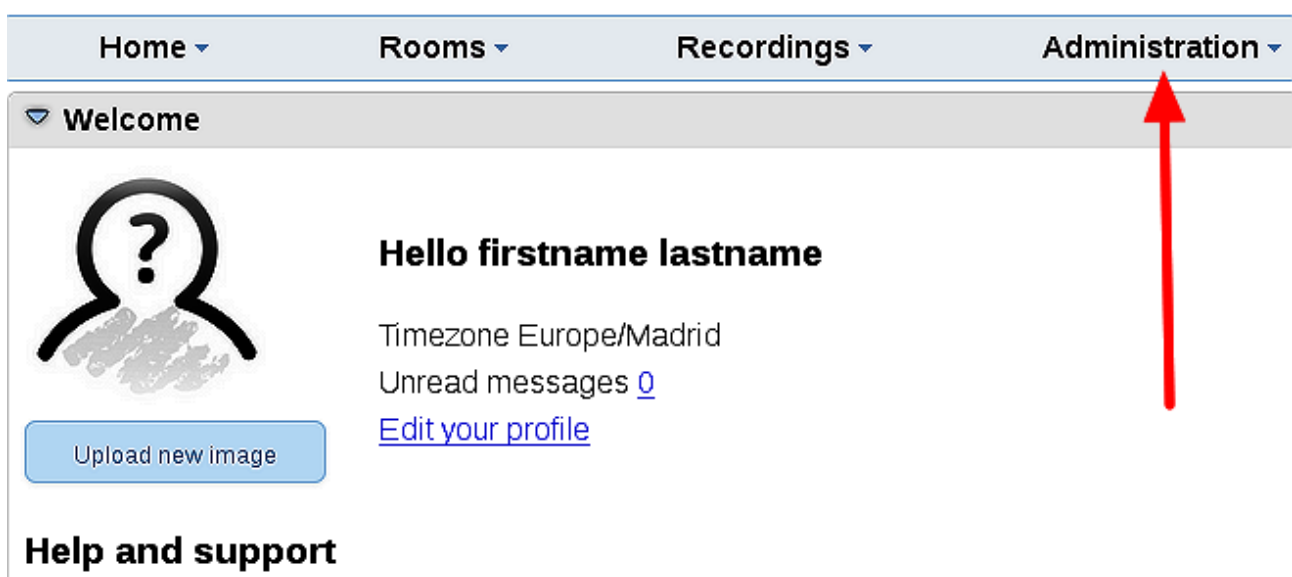 Home Rooms Recordings Administration
Welcome
?
Hello firstname lastname
Timezone Europe/Madrid
Unread messages 0
Edit your profile
Upload new image
Help and support